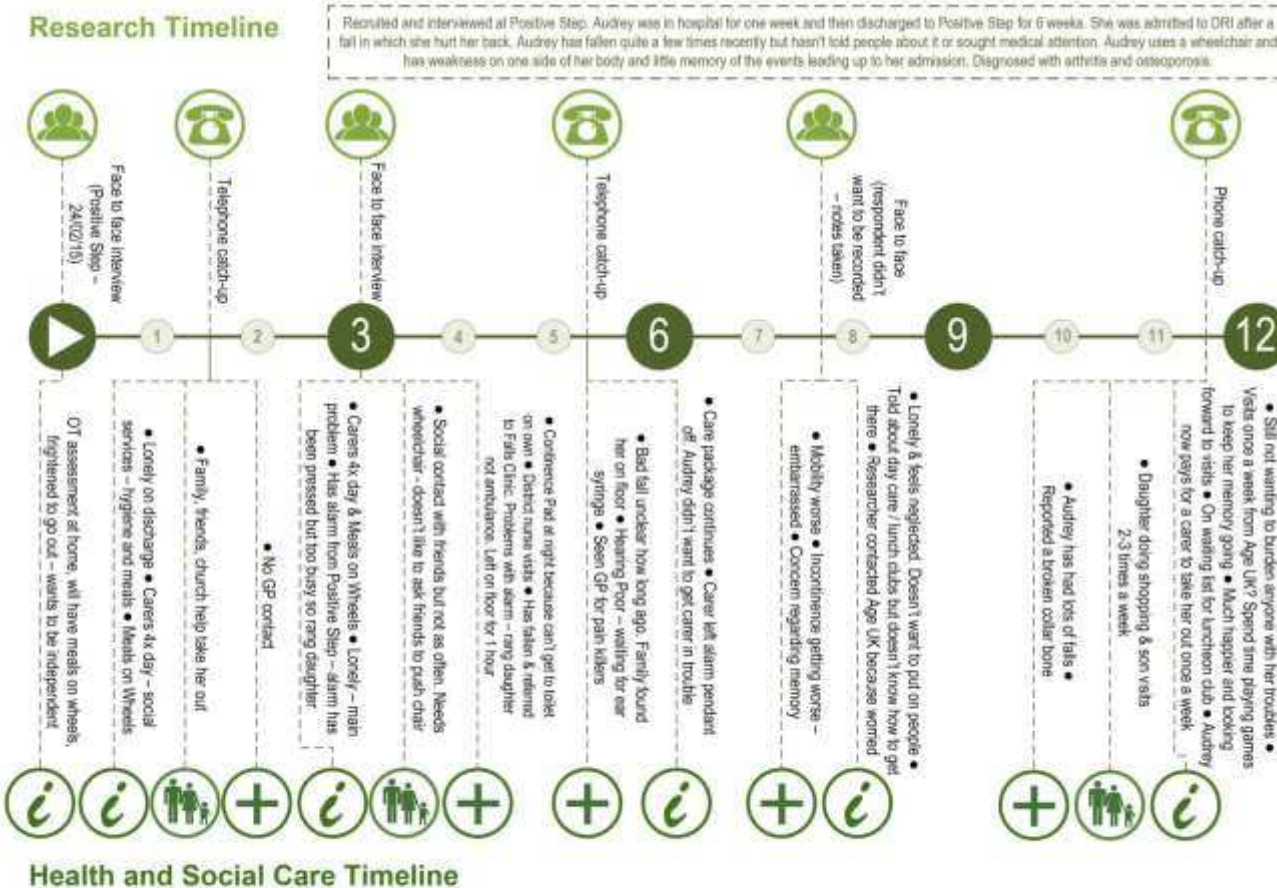 Research Timeline
Recruited and interviewed at Positive Step. Audrey was in hospital for one week and then discharged to Positive Step for 6 weeks. She was admitted to DRI after a
fall in which she hurt her back. Audrey has fallen quite a few times recently but hasn't told people about it or sought medical attention. Audrey uses a wheelchair and
has weakness on one side of her body and little memory of the events leading up to her admission. Diagnosed with arthritis and osteoporosis.
Face to face interview
(Positive Step –
24/02/15)
Telephone catch-up
Face to face interview
Telephone catch-up
Face to face
(respondent didn't
want to be recorded
– notes taken)
Phone catch-up
1
2
3
4
5
6
7
8
9
10
11
12
OT assessment at home, will have meals on wheels,
frightened to go out – wants to be independent
● Lonely on discharge ● Carers 4x day – social
services – hygiene and meals ● Meals on Wheels
● Family, friends, church help take her out
● No GP contact
● Carers 4x day & Meals on Wheels ● Lonely – main
problem ● Has alarm from Positive Step – alarm has
been pressed but too busy so rang daughter
● Social contact with friends but not as often. Needs
wheelchair - doesn't like to ask friends to push chair
● Continence Pad at night because can't get to toilet
on own ● District nurse visits ● Has fallen & referred
to Falls Clinic. Problems with alarm – rang daughter
not ambulance. Left on floor for 1 hour
● Bad fall unclear how long ago. Family found
her on floor ● Hearing Poor – waiting for ear
syringe ● Seen GP for pain killers
● Care package continues ● Carer left alarm pendant
off. Audrey didn't want to get carer in trouble
● Mobility worse ● Incontinence getting worse –
embarrassed ● Concern regarding memory
● Lonely & feels neglected. Doesn't want to put on people ●
Told about day care / lunch clubs but doesn't know how to get
there ● Researcher contacted Age UK because worried
● Audrey has had lots of falls ●
Reported a broken collar bone
● Daughter doing shopping & son visits
2-3 times a week
● Still not wanting to burden anyone with her troubles ●
Visits once a week from Age UK? Spend time playing games
to keep her memory going ● Much happier and looking
forward to visits ● On waiting list for luncheon club ● Audrey
now pays for a carer to take her out once a week
Health and Social Care Timeline